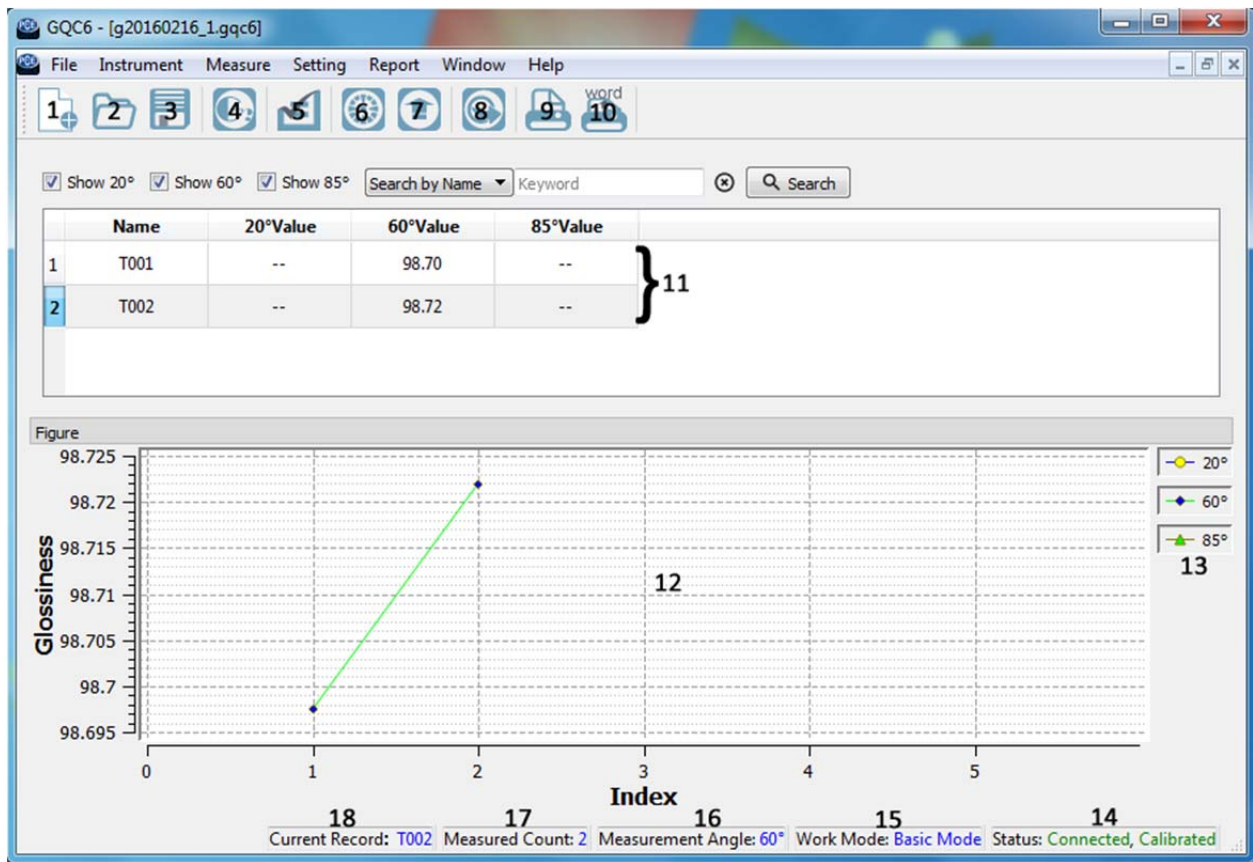 GQC6 - [g20160216_1.gqc6]
File Instrument Measure Setting Report Window Help
1 2 3 4 5 6 7 8 9 word 10
Show 20° Show 60° Show 85° Search by Name Keyword Search
Name 20°Value 60°Value 85°Value
1 T001 -- 98.70 --
11
2 T002 -- 98.72 --
Figure
98.725
20°
98.72
60°
98.715
85°
13
98.71
12
98.705
98.7
98.695
Glossiness
0 1 2 3 4 5
Index
18 17 16 15 14
Current Record: T002 Measured Count: 2 Measurement Angle: 60° Work Mode: Basic Mode Status: Connected, Calibrated